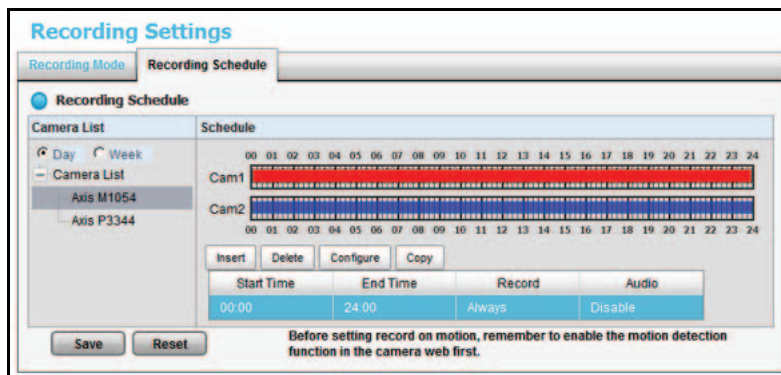 Recording Settings
Recording Mode Recording Schedule
Recording Schedule
Camera List Schedule
Day Week
Camera List
Axis M1054
Axis P3344
00 01 02 03 04 05 06 07 08 09 10 11 12 13 14 15 16 17 18 19 20 21 22 23 24
Cam1
Cam2
00 01 02 03 04 05 06 07 08 09 10 11 12 13 14 15 16 17 18 19 20 21 22 23 24
Insert Delete Configure Copy
Start Time End Time Record Audio
00:00 24:00 Always Disable
Save Reset
Before setting record on motion, remember to enable the motion detection
function in the camera web first.